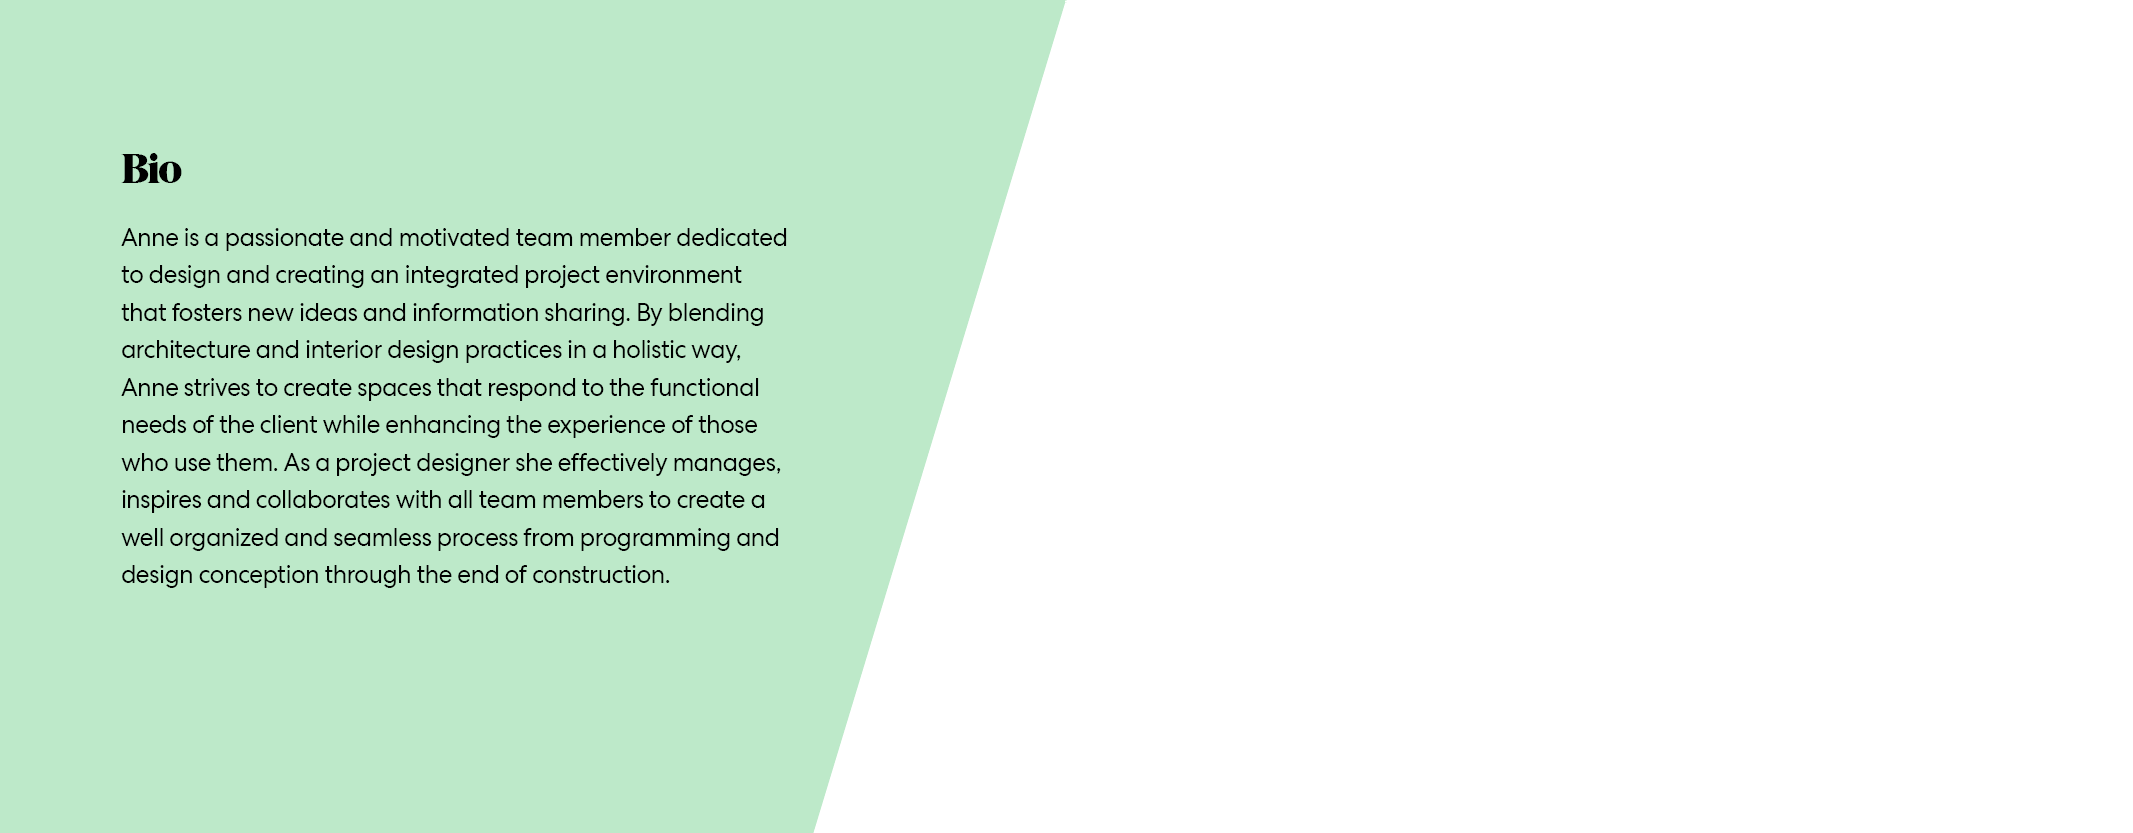 Bio
Anne is a passionate and motivated team member dedicated
to design and creating an integrated project environment
that fosters new ideas and information sharing. By blending
architecture and interior design practices in a holistic way,
Anne strives to create spaces that respond to the functional
needs of the client while enhancing the experience of those
who use them. As a project designer she effectively manages,
inspires and collaborates with all team members to create a
well organized and seamless process from programming and
design conception through the end of construction.